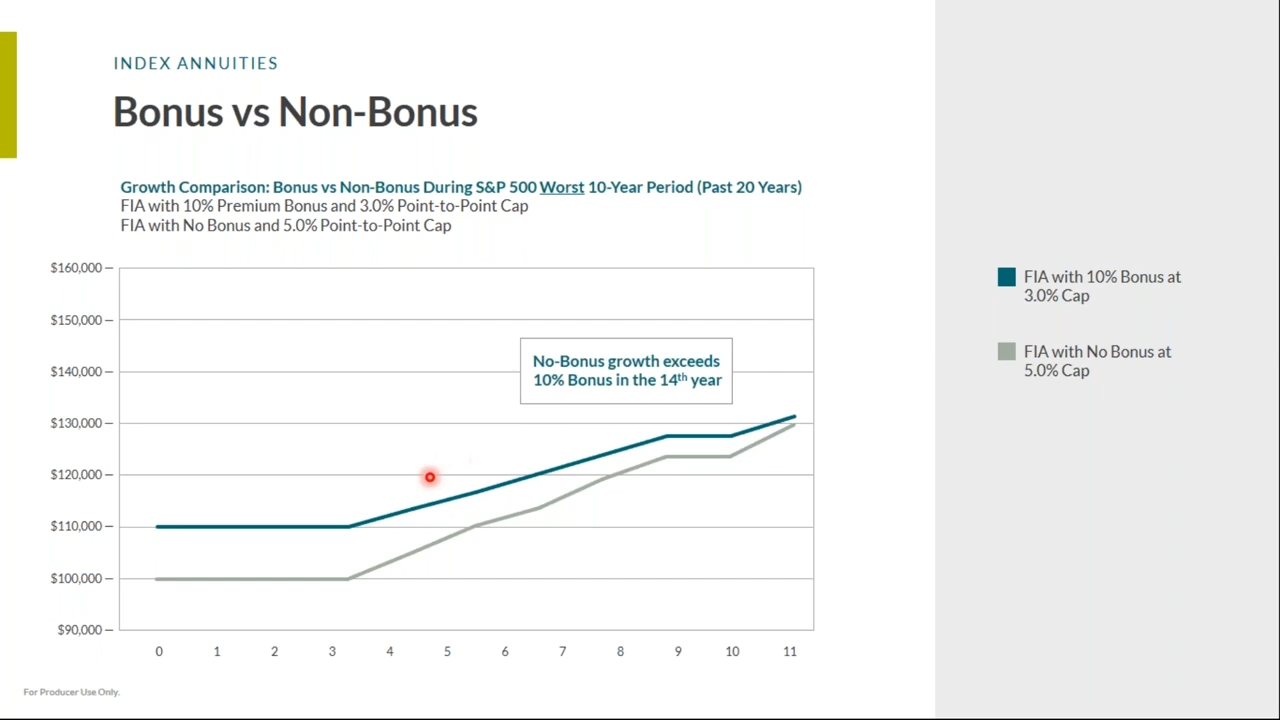 INDEX ANNUITIES
Bonus vs Non-Bonus
Growth Comparison: Bonus vs Non-Bonus During S&P 500 Worst 10-Year Period (Past 20 Years)
FIA with 10% Premium Bonus and 3.0% Point-to-Point Cap
FIA with No Bonus and 5.0% Point-to-Point Cap
$160,000
$150,000
$140,000
$130,000
$120,000
$110,000
$100,000
$90,000
No-Bonus growth exceeds
10% Bonus in the 14th year
0 1 2 3 4 5 6 7 8 9 10 11
FIA with 10% Bonus at
3.0% Cap
FIA with No Bonus at
5.0% Cap
For Producer Use Only.